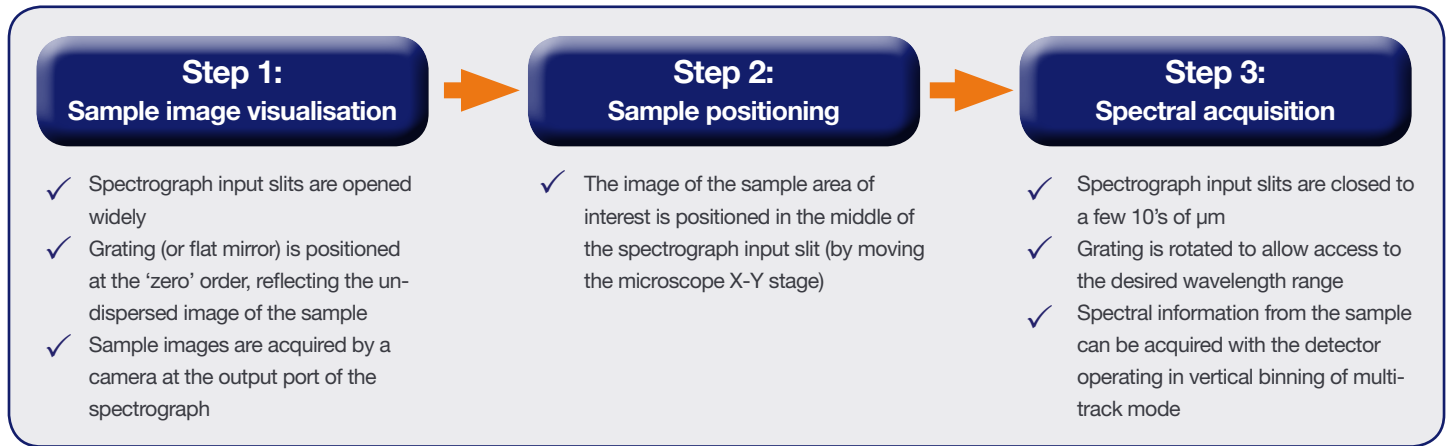 Step 1:
Sample image visualisation
Spectrograph input slits are opened
widely
Grating (or flat mirror) is positioned
at the ‘zero’ order, reflecting the un-
dispersed image of the sample
Sample images are acquired by a
camera at the output port of the
spectrograph
Step 2:
Sample positioning
The image of the sample area of
interest is positioned in the middle of
the spectrograph input slit (by moving
the microscope X-Y stage)
Step 3:
Spectral acquisition
Spectrograph input slits are closed to
a few 10’s of µm
Grating is rotated to allow access to
the desired wavelength range
Spectral information from the sample
can be acquired with the detector
operating in vertical binning of multi-
track mode